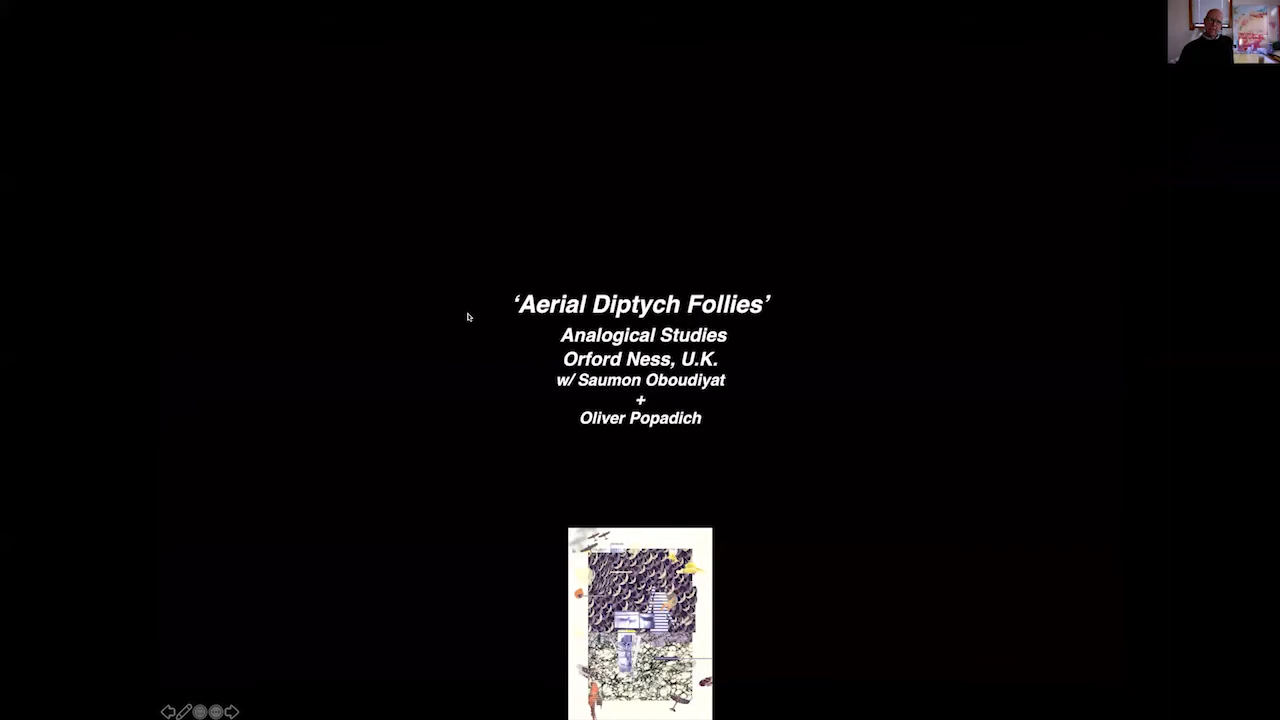 ‘Aerial Diptych Follies’
Analogical Studies
Orford Ness, U.K.
w/ Saumon Oboudiyat
+
Oliver Popadich